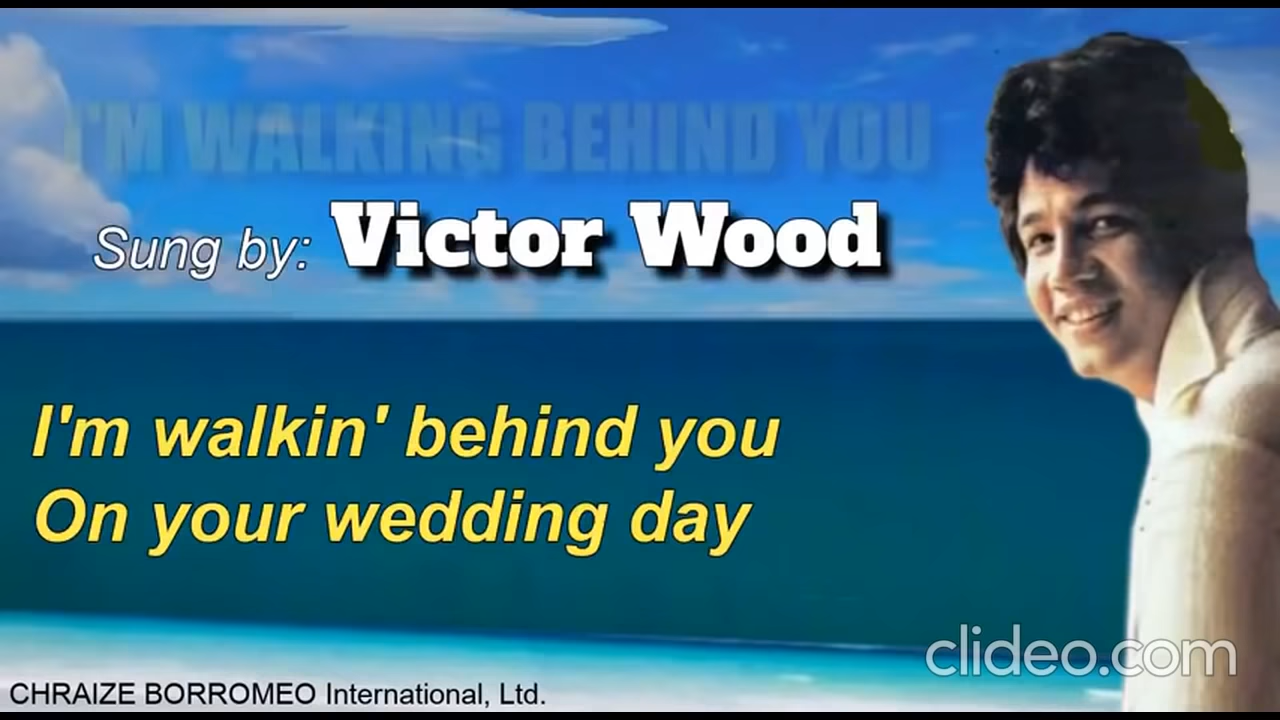 I'M WALKING BEHIND YOU
Sung by: Victor Wood
I'm walkin' behind you
On your wedding day
clideo.com
CHRAIZE BORROMEO International, Ltd.